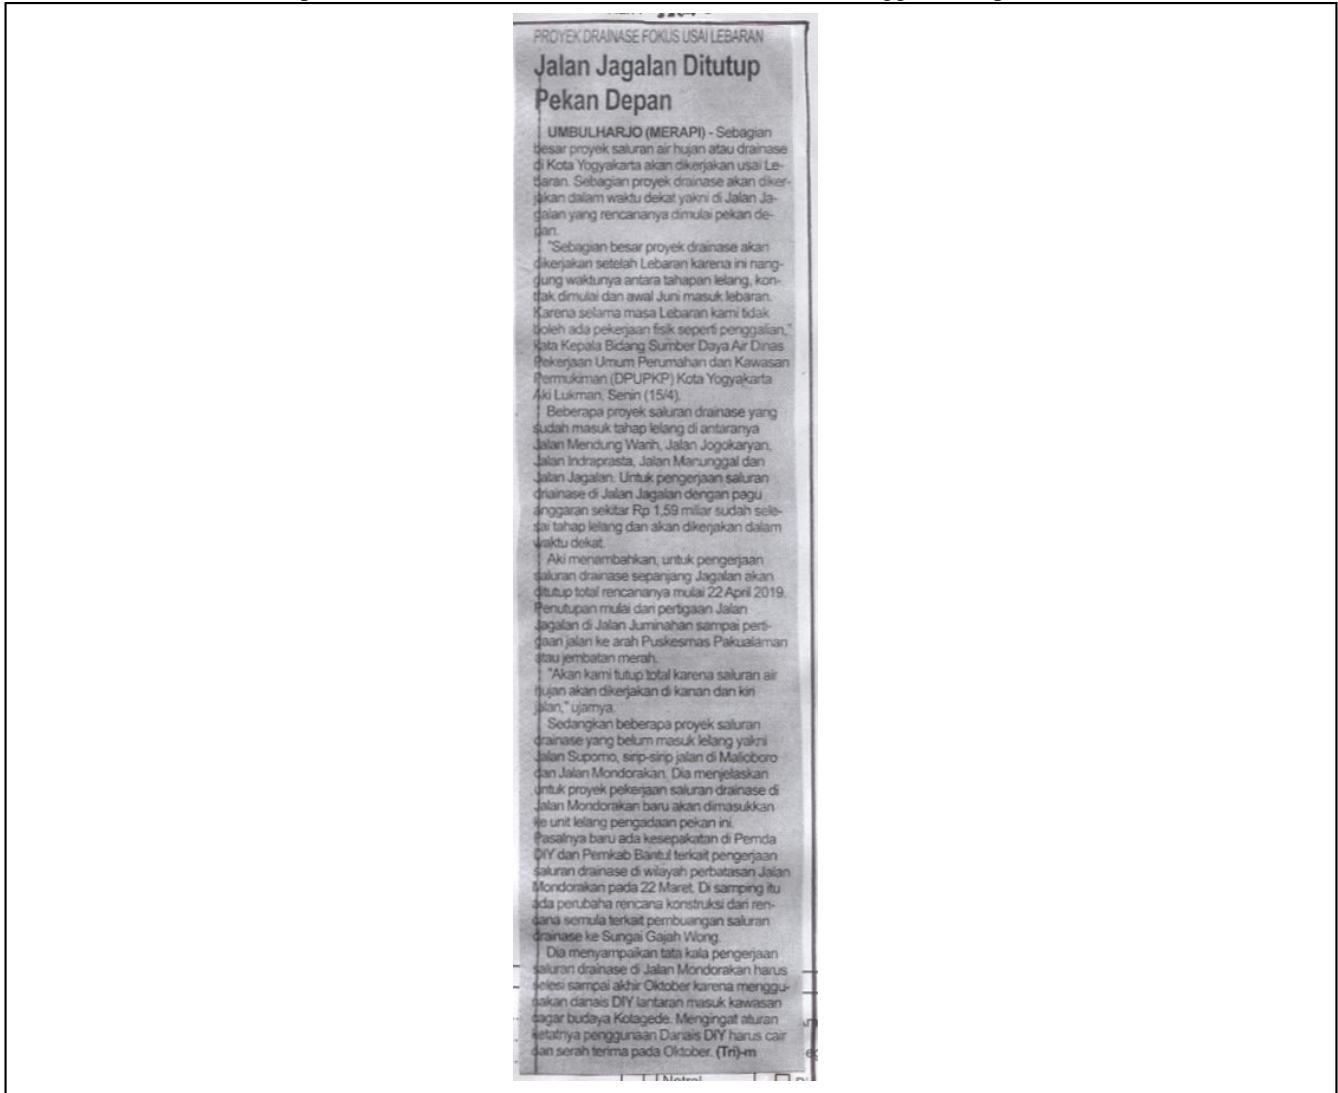 PROYEK DRAINASE FOKUS USAI LEBARAN
Jalan Jagalan Ditutup
Pekan Depan
UMBULHARJO (MERAPI) - Sebagian
besar proyek saluran air hujan atau drainase
di Kota Yogyakarta akan dikerjakan usai Le-
baran. Sebagian proyek drainase akan diker-
jakan dalam waktu dekat yakni di Jalan Ja-
galan yang rencananya dimulai pekan de-
pan.
"Sebagian besar proyek drainase akan
dikerjakan setelah Lebaran karena ini nang-
gung waktunya antara tahapan lelang, kon-
trak dimulai dan awal Juni masuk lebaran.
Karena selama masa Lebaran kami tidak
boleh ada pekerjaan fisik seperti penggalian,"
kata Kepala Bidang Sumber Daya Air Dinas
Pekerjaan Umum Perumahan dan Kawasan
Permukiman (DPUPKP) Kota Yogyakarta
Aki Lukman, Senin (15/4).
Beberapa proyek saluran drainase yang
sudah masuk tahap lelang di antaranya
Jalan Mendung Warih, Jalan Jogokaryan,
Jalan Indraprasta, Jalan Manunggal dan
Jalan Jagalan. Untuk pengerjaan saluran
driainase di Jalan Jagalan dengan pagu
anggaran sekitar Rp 1,59 miliar sudah sele-
sai tahap lelang dan akan dikerjakan dalam
waktu dekat.
Aki menambahkan, untuk pengerjaan
saluran drainase sepanjang Jagalan akan
ditutup total rencananya mulai 22 April 2019.
Penutupan mulai dari pertigaan Jalan
Jagalan di Jalan Juminahan sampai perti-
gaan jalan ke arah Puskesmas Pakualaman
atau jembatan merah.
"Akan kami tutup total karena saluran air
hujan akan dikerjakan di kanan dan kiri
jalan," ujarnya.
Sedangkan beberapa proyek saluran
drainase yang belum masuk lelang yakni
Jalan Supomo, sirip-sirip jalan di Malioboro
dan Jalan Mondorakan. Dia menjelaskan
untuk proyek pekerjaan saluran drainase di
Jalan Mondorakan baru akan dimasukkan
ke unit lelang pengadaan pekan ini.
Pasalnya baru ada kesepakatan di Pemda
DIY dan Pemkab Bantul terkait pengerjaan
saluran drainase di wilayah perbatasan Jalan
Mondorakan pada 22 Maret. Di samping itu
ada perubaha rencana konstruksi dari ren-
cana semula terkait pembuangan saluran
drainase ke Sungai Gajah Wong.
Dia menyampaikan tata kala pengerjaan
saluran drainase di Jalan Mondorakan harus
selesi sampai akhir Oktober karena menggu-
nakan danais DIY lantaran masuk kawasan
cagar budaya Kotagede. Mengingat aturan
ketatnya penggunaan Danais DIY harus cair
dan serah terima pada Oktober. (Tri)-m
Netral